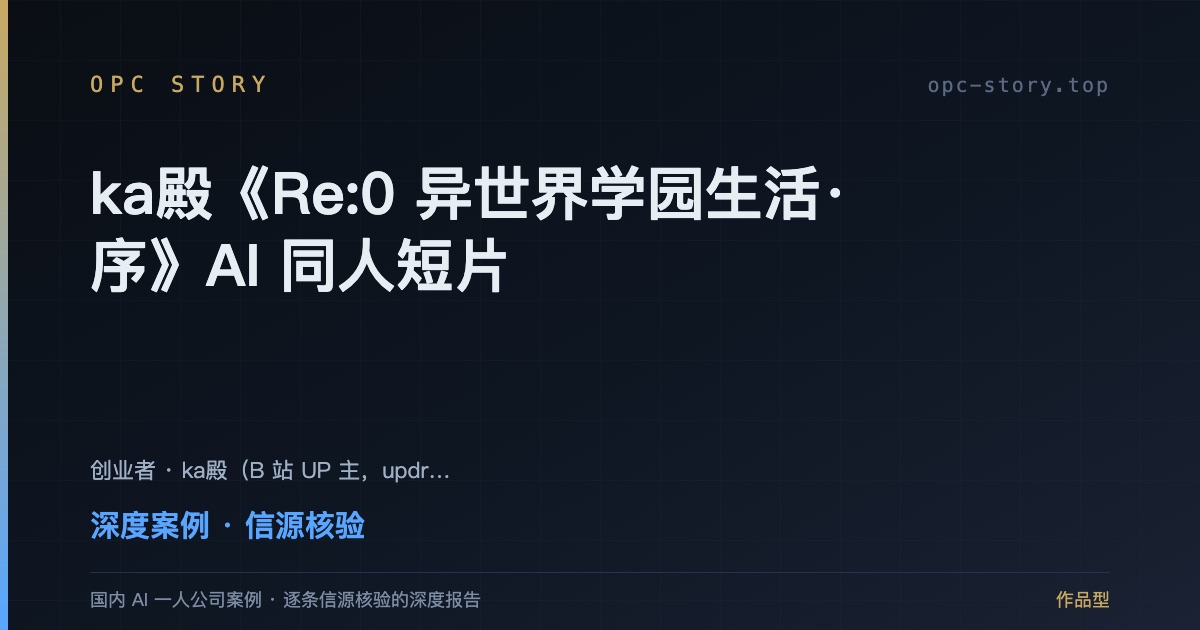 OPC STORY
opc-story.top
ka殿《Re:0 异世界学园生活·
序》AI 同人短片
创业者 · ka殿（B 站 UP 主，updr…
深度案例 · 信源核验
国内 AI 一人公司案例 · 逐条信源核验的深度报告
作品型